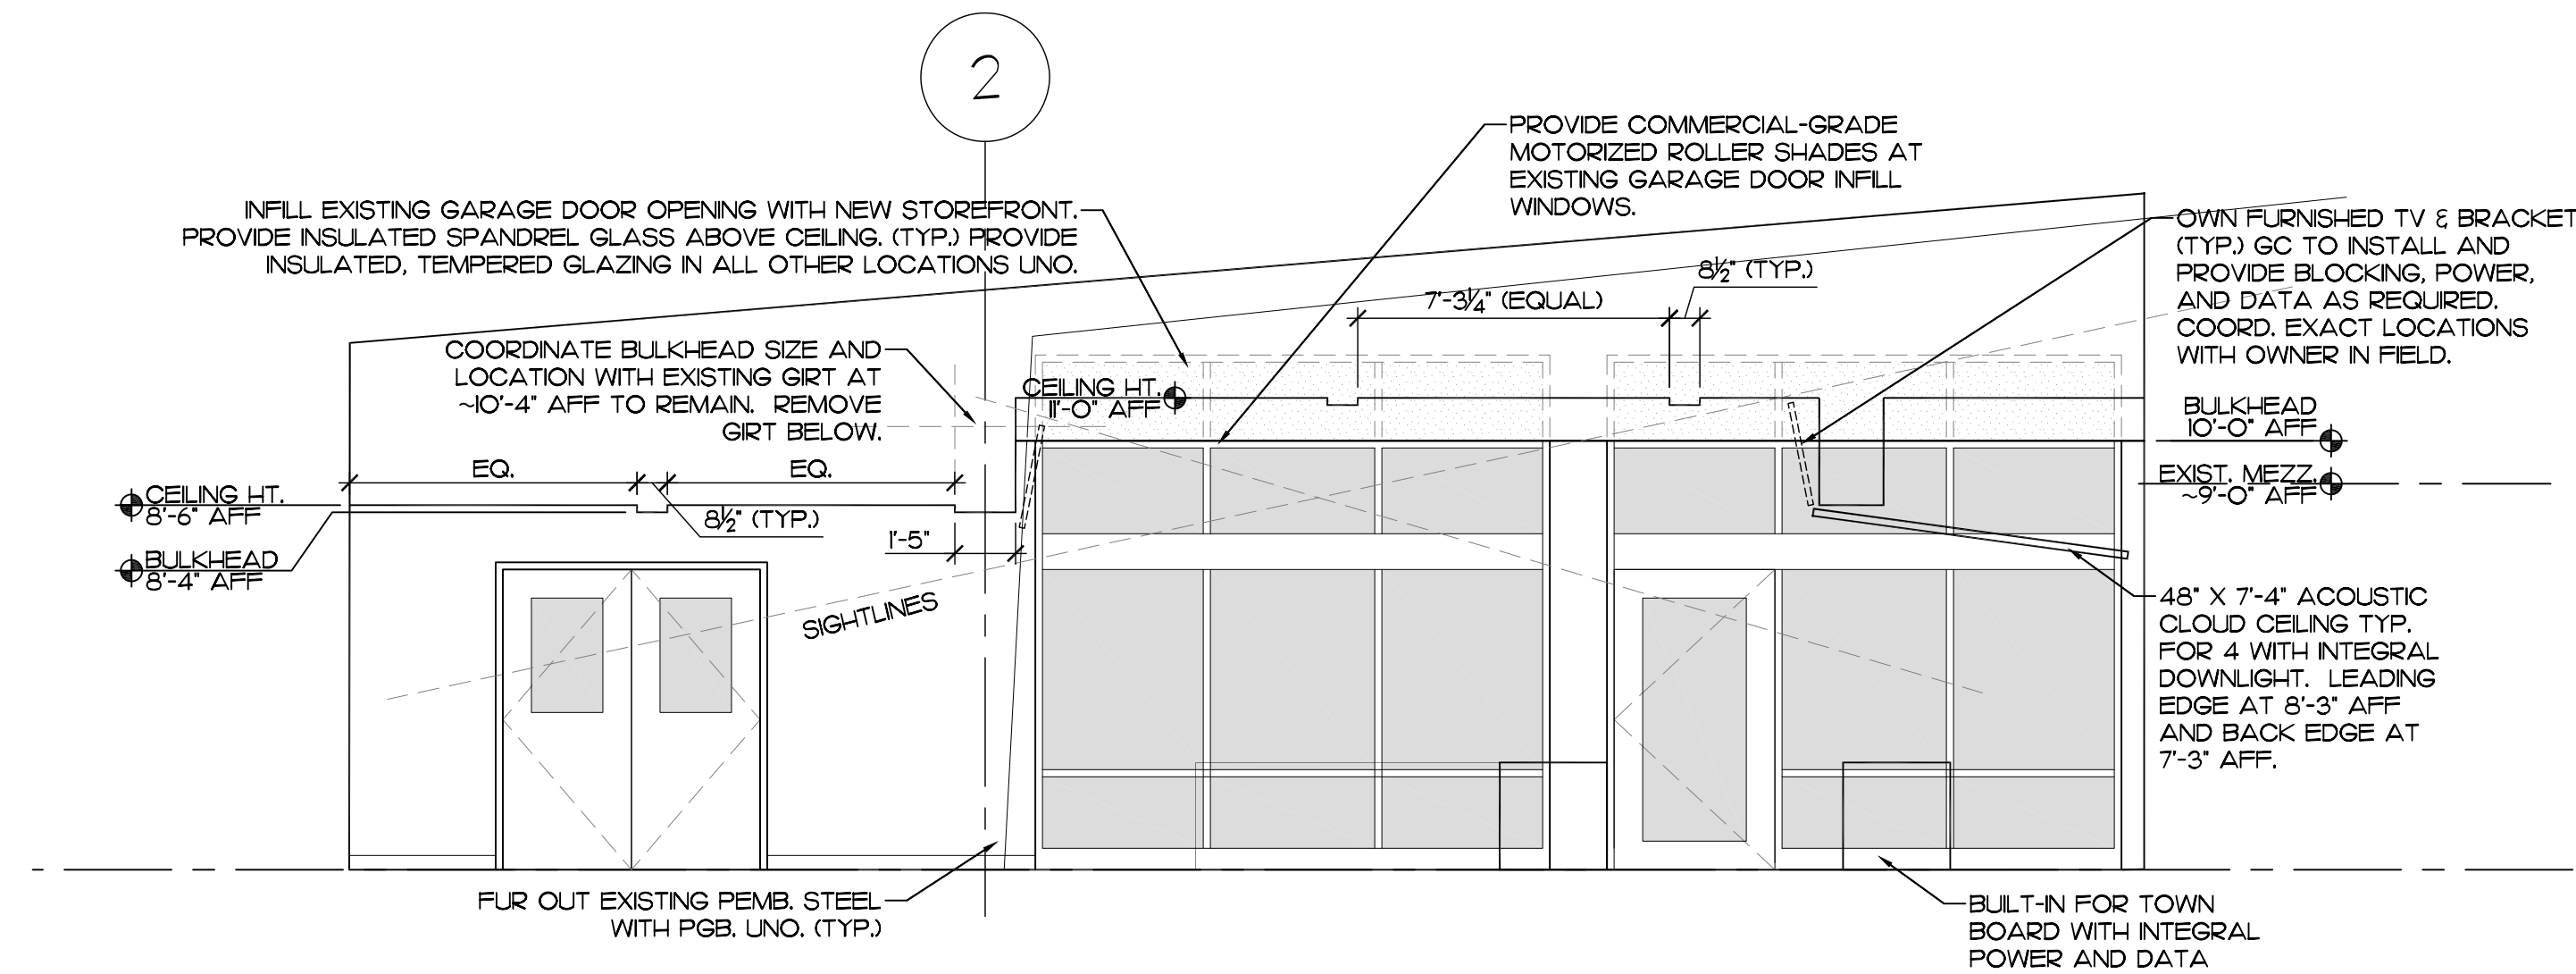 2
PROVIDE COMMERCIAL-GRADE
MOTORIZED ROLLER SHADES AT
EXISTING GARAGE DOOR INFILL
WINDOWS.
INFILL EXISTING GARAGE DOOR OPENING WITH NEW STOREFRONT.
PROVIDE INSULATED SPANDREL GLASS ABOVE CEILING. (TYP.) PROVIDE
INSULATED, TEMPERED GLAZING IN ALL OTHER LOCATIONS UNO.
OWN FURNISHED TV & BRACKET
(TYP.) GC TO INSTALL AND
PROVIDE BLOCKING, POWER,
AND DATA AS REQUIRED.
COORD. EXACT LOCATIONS
WITH OWNER IN FIELD.
8½" (TYP.)
7'-3¼" (EQUAL)
COORDINATE BULKHEAD SIZE AND
LOCATION WITH EXISTING GIRT AT
~10'-4" AFF TO REMAIN. REMOVE
GIRT BELOW.
CEILING HT.
11'-0" AFF
BULKHEAD
10'-0" AFF
EXIST. MEZZ.
~9'-0" AFF
EQ.
EQ.
CEILING HT.
8'-6" AFF
8½" (TYP.)
1'-5"
BULKHEAD
8'-4" AFF
SIGHTLINES
48" X 7'-4" ACOUSTIC
CLOUD CEILING TYP.
FOR 4 WITH INTEGRAL
DOWNLIGHT. LEADING
EDGE AT 8'-3" AFF
AND BACK EDGE AT
7'-3" AFF.
FUR OUT EXISTING PEMB. STEEL
WITH PGB. UNO. (TYP.)
BUILT-IN FOR TOWN
BOARD WITH INTEGRAL
POWER AND DATA